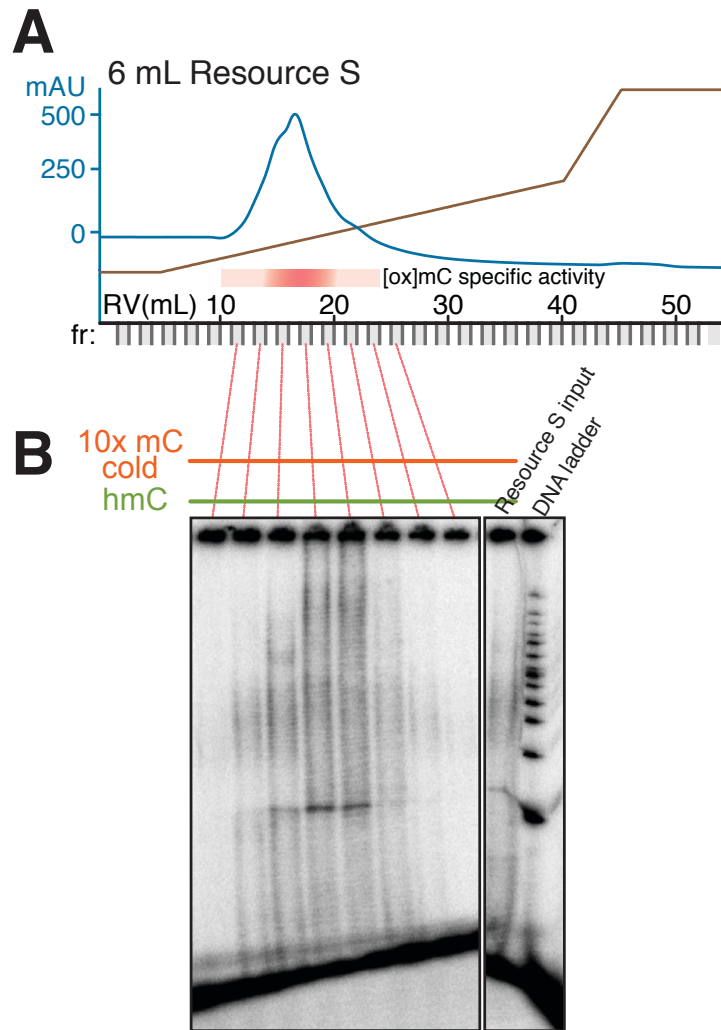 A
6 mL Resource S
mAU
500
250
0
[ox]mC specific activity
RV(mL) 10 20 30 40 50
fr:
B
10x mC
cold
hmC
Resource S input
DNA ladder